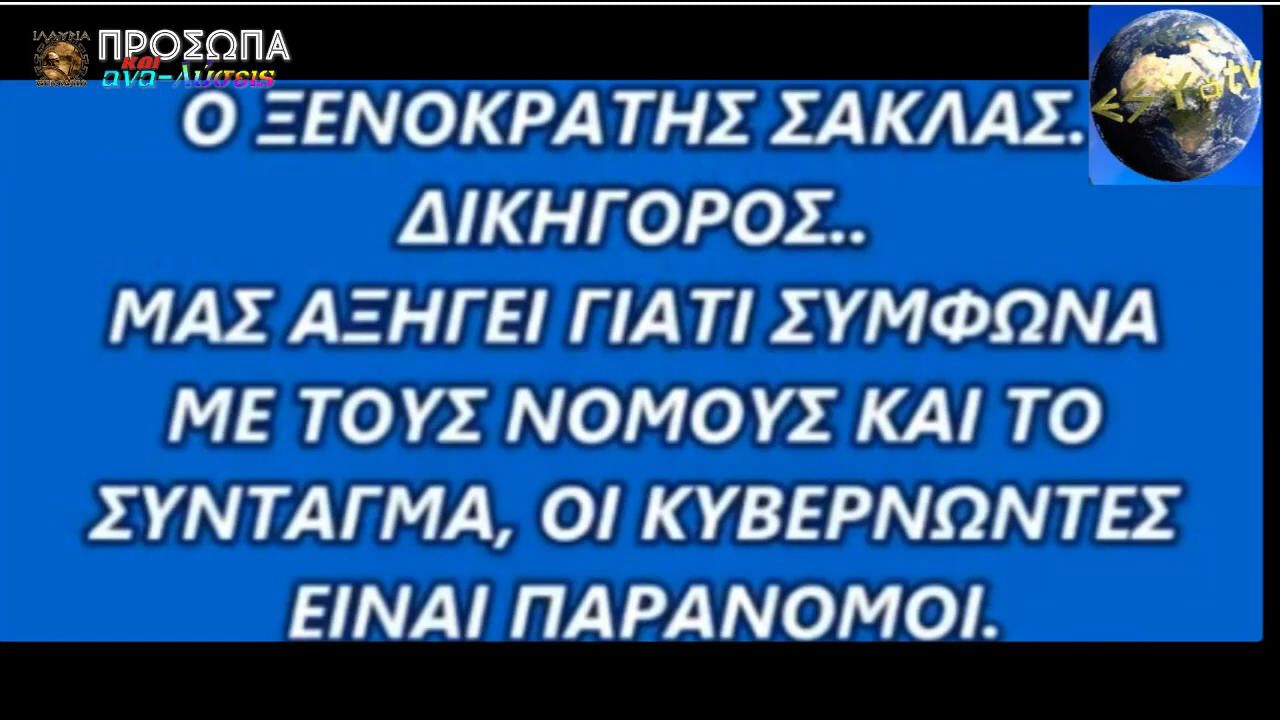 ΙΛΛΥΡΙΑ
ΠΡΟΣΩΠΑ
και
ανα-λύσεις
Ο ΞΕΝΟΚΡΑΤΗΣ ΣΑΚΛΑΣ.
ΔΙΚΗΓΟΡΟΣ..
ΜΑΣ ΑΞΗΓΕΙ ΓΙΑΤΙ ΣΥΜΦΩΝΑ
ΜΕ ΤΟΥΣ ΝΟΜΟΥΣ ΚΑΙ ΤΟ
ΣΥΝΤΑΓΜΑ, ΟΙ ΚΥΒΕΡΝΩΝΤΕΣ
ΕΙΝΑΙ ΠΑΡΑΝΟΜΟΙ.